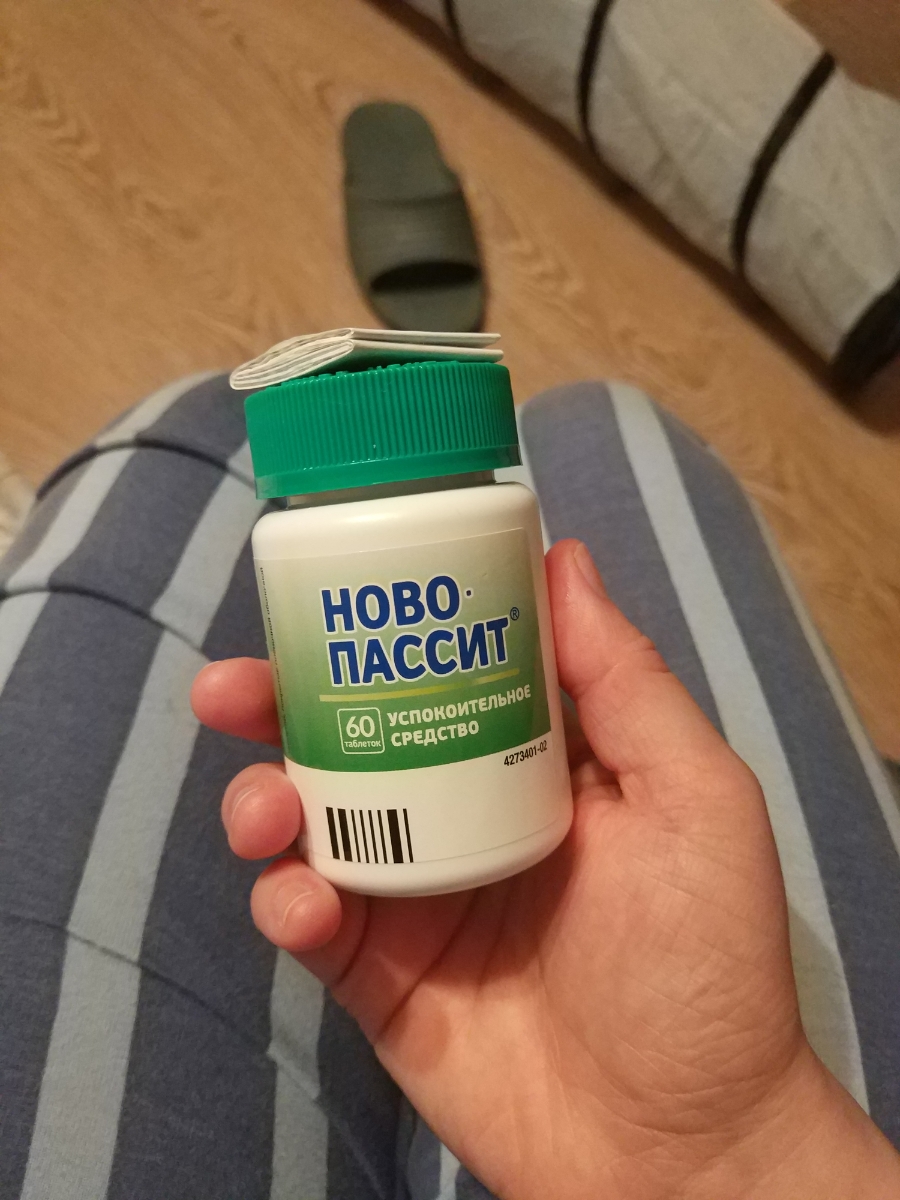 НОВО·
ПАССИТ®
60
таблеток
УСПОКОИТЕЛЬНОЕ
СРЕДСТВО
4273401-02